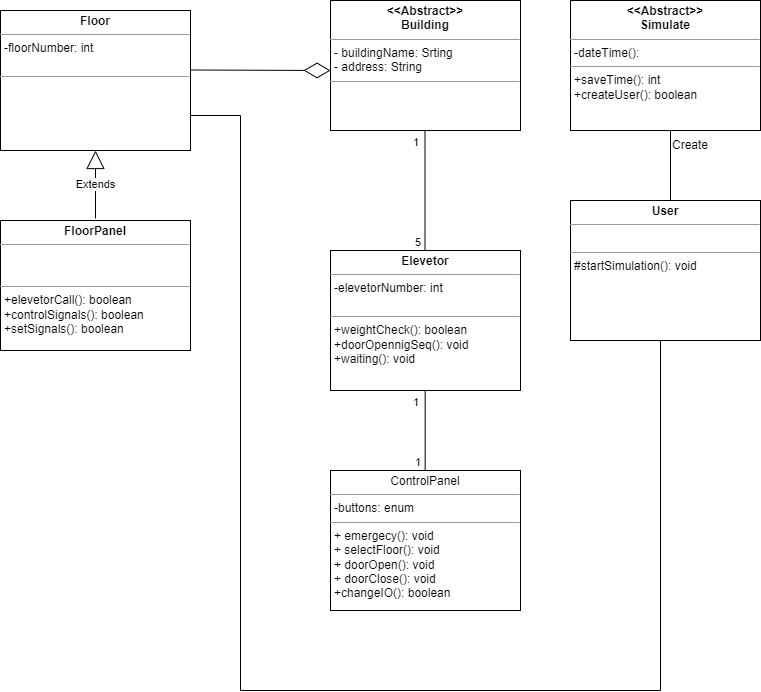 Floor
-floorNumber: int
<<Abstract>>
Building
- buildingName: Srting
- address: String
<<Abstract>>
Simulate
-dateTime():
+saveTime(): int
+createUser(): boolean
Extends
1
Create
FloorPanel
+elevetorCall(): boolean
+controlSignals(): boolean
+setSignals(): boolean
5
Elevetor
-elevetorNumber: int
+weightCheck(): boolean
+doorOpennigSeq(): void
+waiting(): void
User
#startSimulation(): void
1
1
ControlPanel
-buttons: enum
+ emergecy(): void
+ selectFloor(): void
+ doorOpen(): void
+ doorClose(): void
+changeIO(): boolean